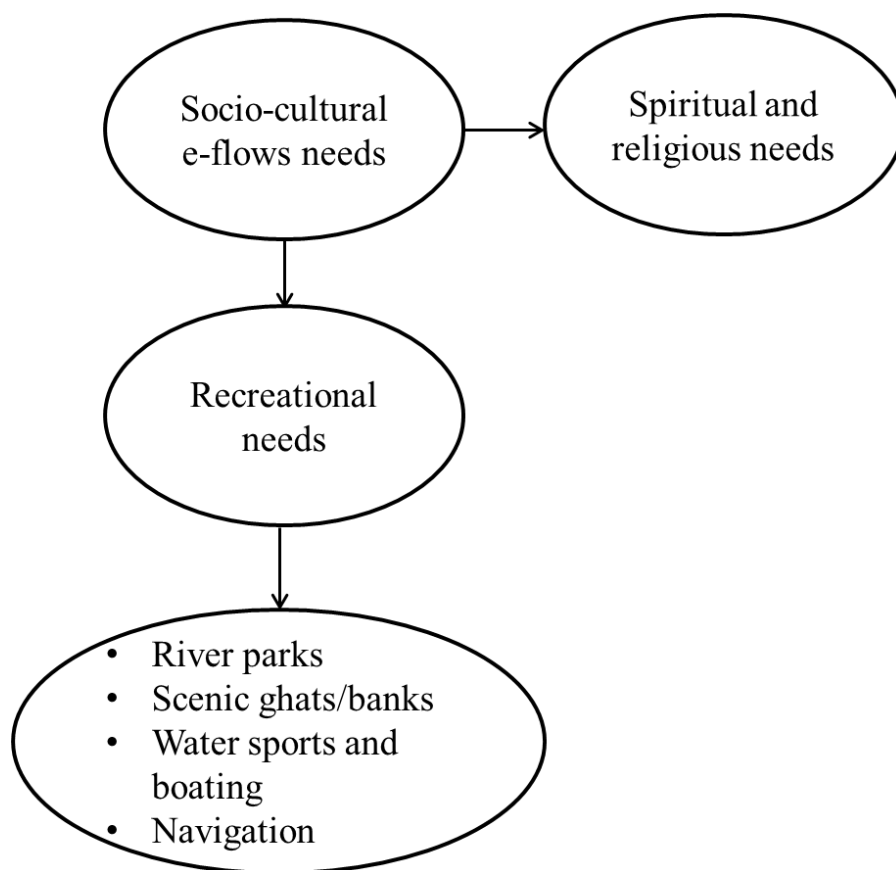 Socio-cultural
e-flows needs
Spiritual and
religious needs
Recreational
needs
• River parks
• Scenic ghats/banks
• Water sports and
boating
• Navigation